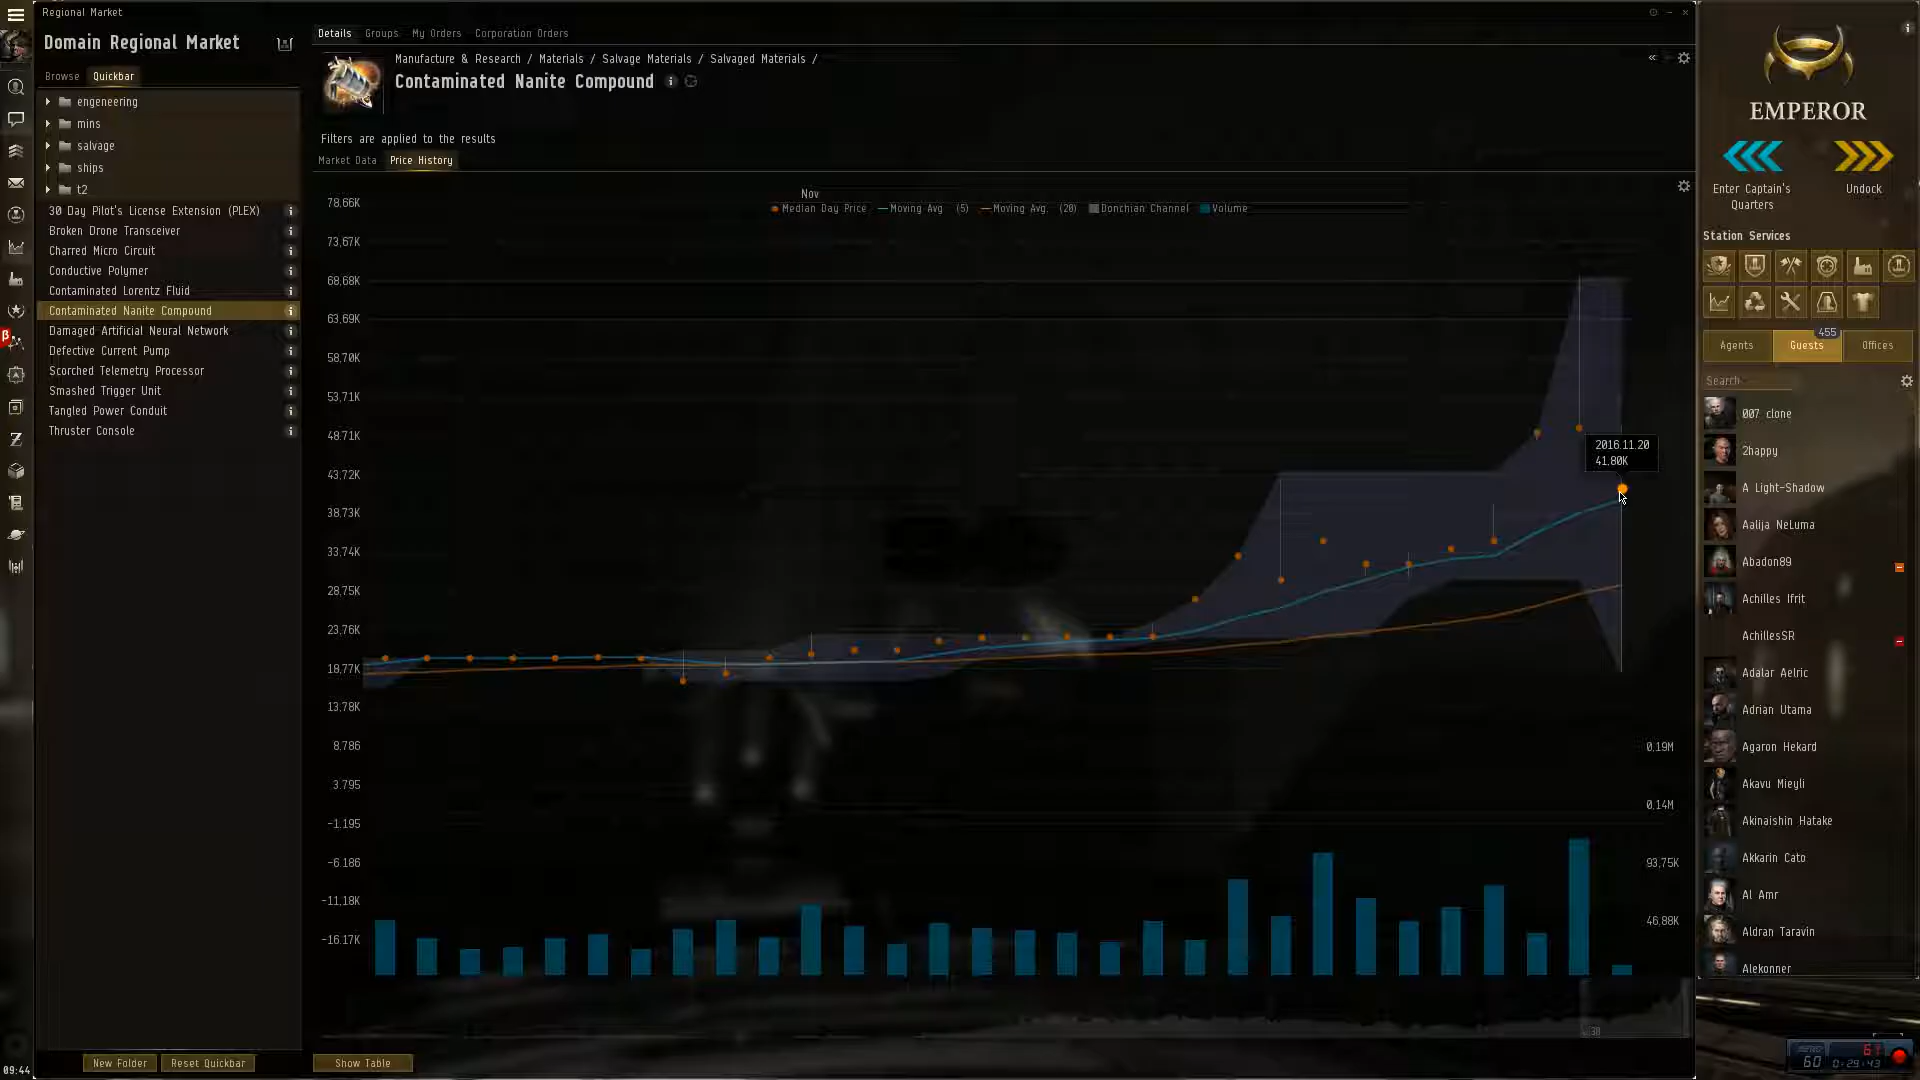 Regional Market
Domain Regional Market
Browse
Quickbar
engeneering
mins
salvage
ships
t2
30 Day Pilot's License Extension (PLEX)
Broken Drone Transceiver
Charred Micro Circuit
Conductive Polymer
Contaminated Lorentz Fluid
Contaminated Nanite Compound
Damaged Artificial Neural Network
Defective Current Pump
Scorched Telemetry Processor
Smashed Trigger Unit
Tangled Power Conduit
Thruster Console
New Folder
Reset Quickbar
09:44
Details
Groups
My Orders
Corporation Orders
Manufacture & Research / Materials / Salvage Materials / Salvaged Materials /
Contaminated Nanite Compound
Filters are applied to the results
Market Data
Price History
Nov
Median Day Price
Moving Avg. (5)
Moving Avg. (20)
Donchian Channel
Volume
78.66K
73,67K
68,68K
63,69K
58,70K
53,71K
48.71K
43,72K
38,73K
33,74K
28,75K
23,76K
18,77K
13,78K
8,786
3.795
-1.195
-6.186
-11,18K
-16.17K
2016.11.20
41.80K
0,19M
0,14M
93,75K
46,88K
Show Table
EMPEROR
Enter Captain's
Quarters
Undock
Station Services
455
Agents
Guests
Offices
Search
007 clone
2happy
A Light-Shadow
Aalija NeLuma
Abadon89
Achilles Ifrit
AchillesSR
Adalar Aelric
Adrian Utama
Agaron Hekard
Akavu Mieyli
Akinaishin Hatake
Akkarin Cato
Al Amr
Aldran Taravin
Alekonner
60
61
0:29:43